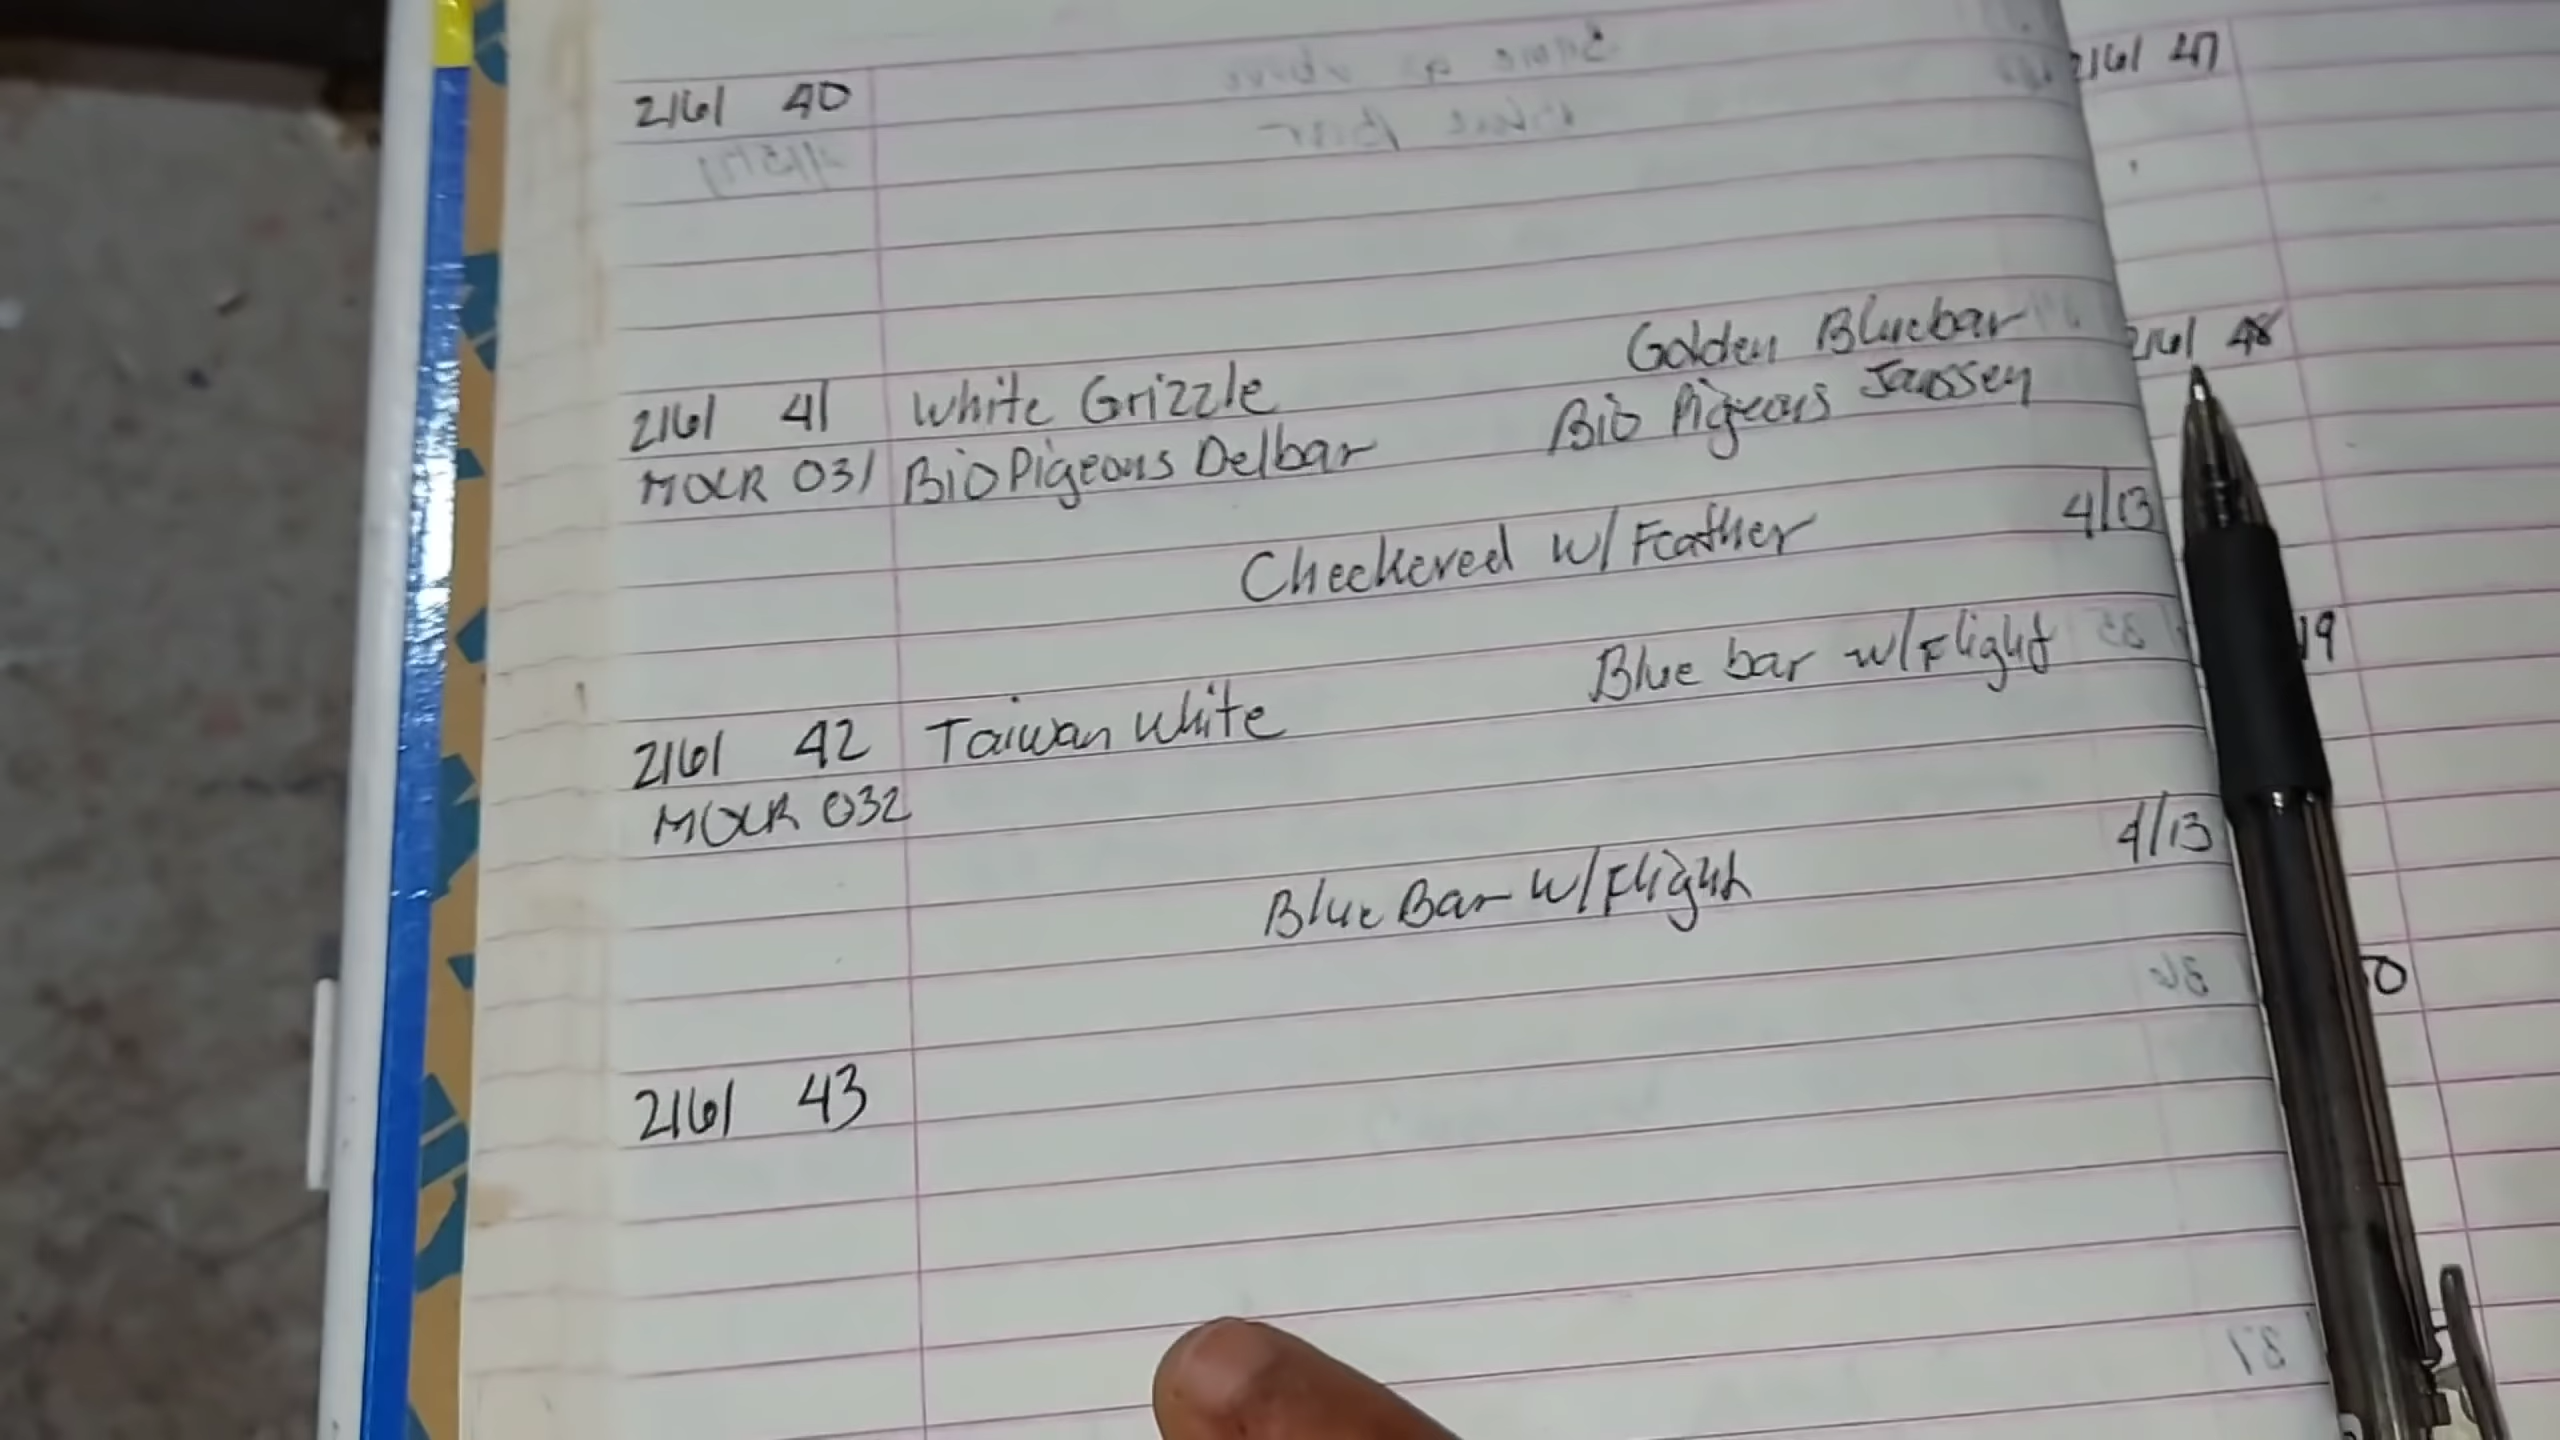 2161 40
2161 41 White Grizzle Golden Bluebar
MOLR 031 BioPigeons Delbar Bio Pigeons Janssen
Checkered w/ Feather 4/13
2161 42 Taiwan White Blue bar w/Flight
MOLR 032
Blue Bar w/Flight 4/13
2161 43
2161 47
2161 48